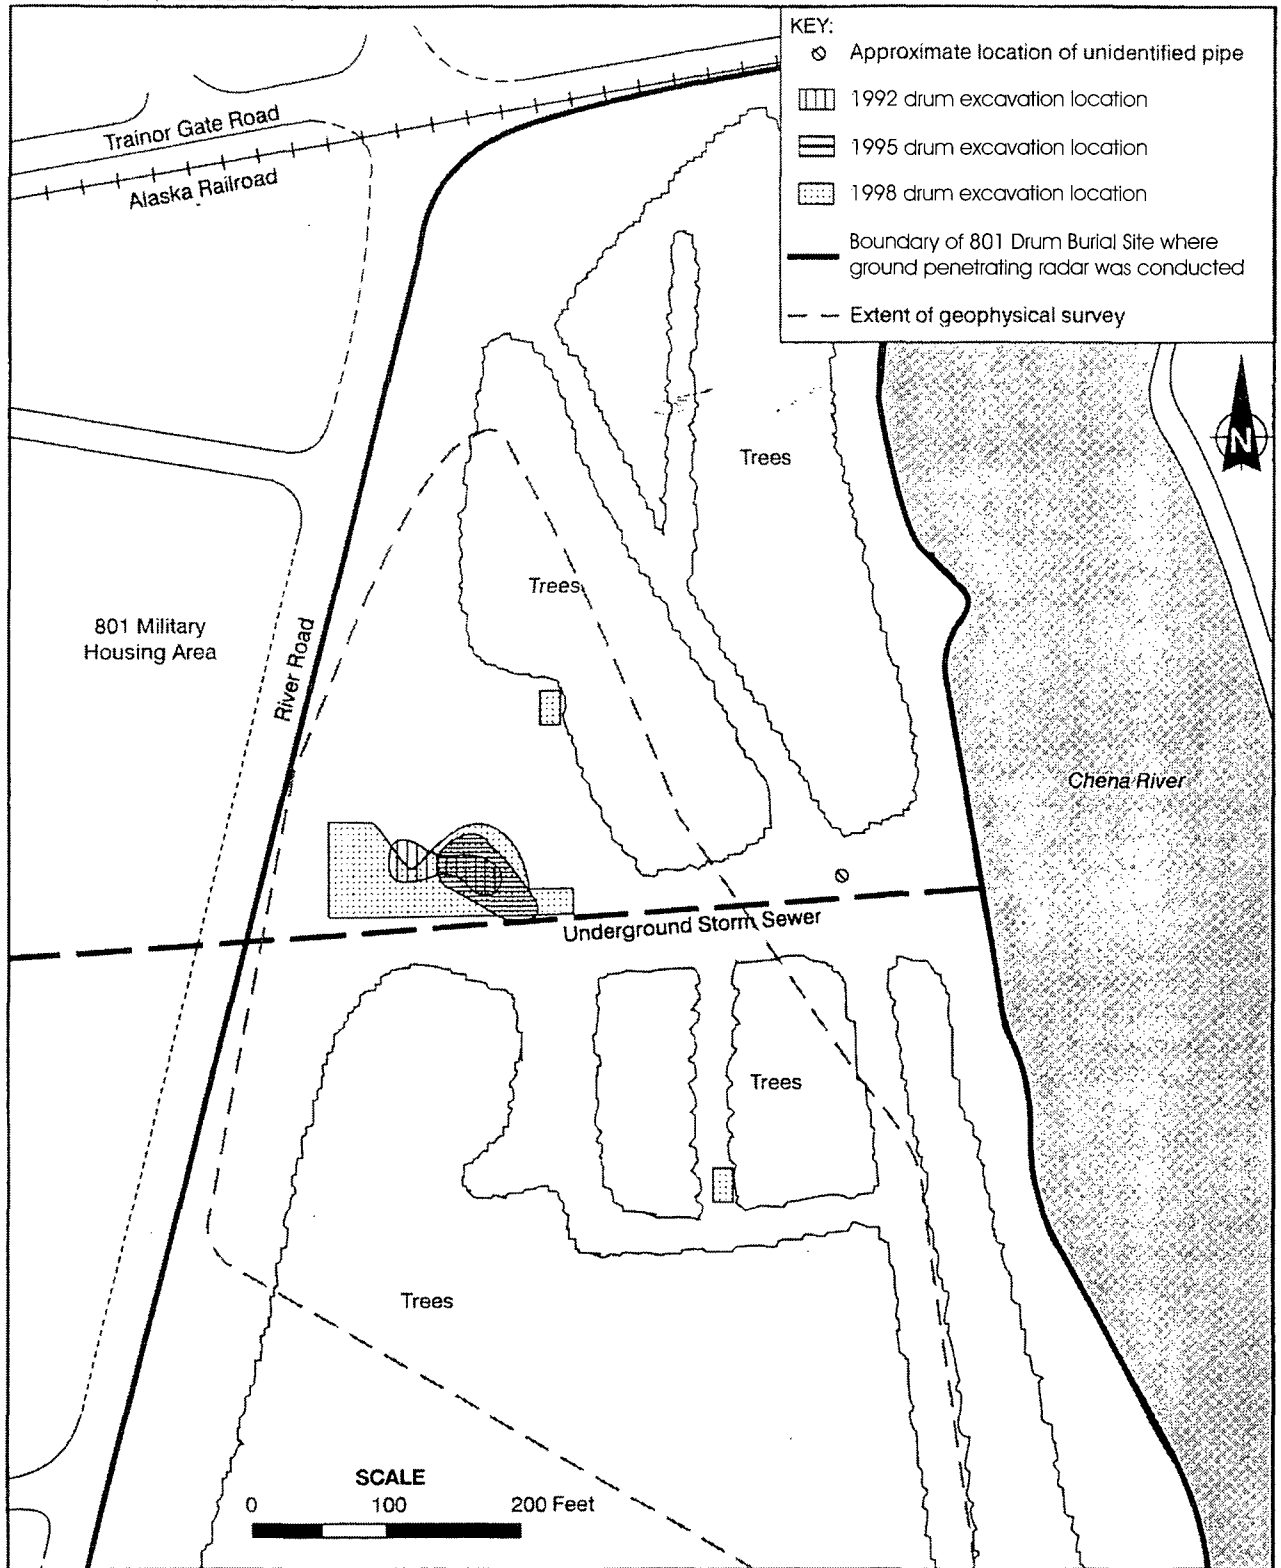 KEY:
Approximate location of unidentified pipe
1992 drum excavation location
1995 drum excavation location
1998 drum excavation location
Boundary of 801 Drum Burial Site where
ground penetrating radar was conducted
Extent of geophysical survey
Trainor Gate Road
Alaska Railroad
N
Trees
Trees
801 Military
Housing Area
River Road
Chena River
Underground Storm Sewer
Trees
Trees
SCALE
0 100 200 Feet